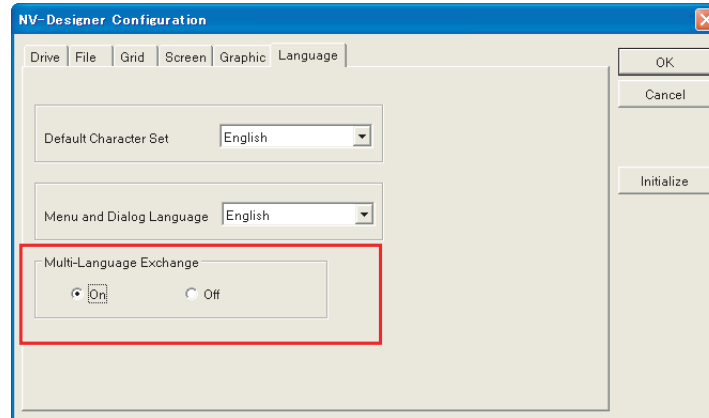 NV-Designer Configuration
Drive File Grid Screen Graphic Language
OK
Cancel
Default Character Set English
Initialize
Menu and Dialog Language English
Multi-Language Exchange
On Off